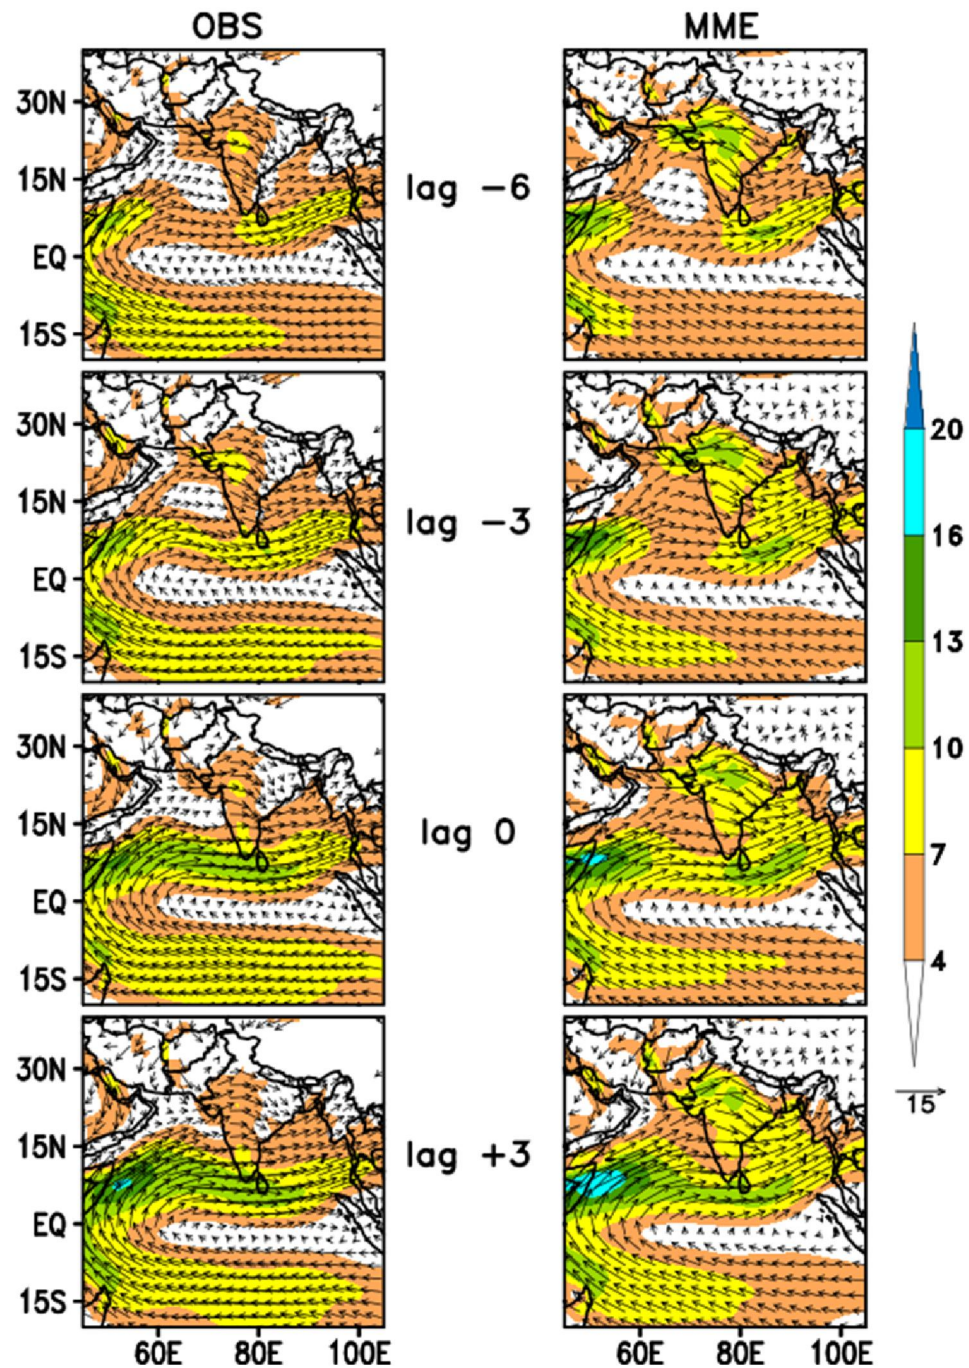 OBS MME
30N
15N
EQ
15S
lag -6
30N
15N
EQ
15S
lag -3
30N
15N
EQ
15S
lag 0
30N
15N
EQ
15S
lag +3
60E 80E 100E 60E 80E 100E
20
16
13
10
7
4
15